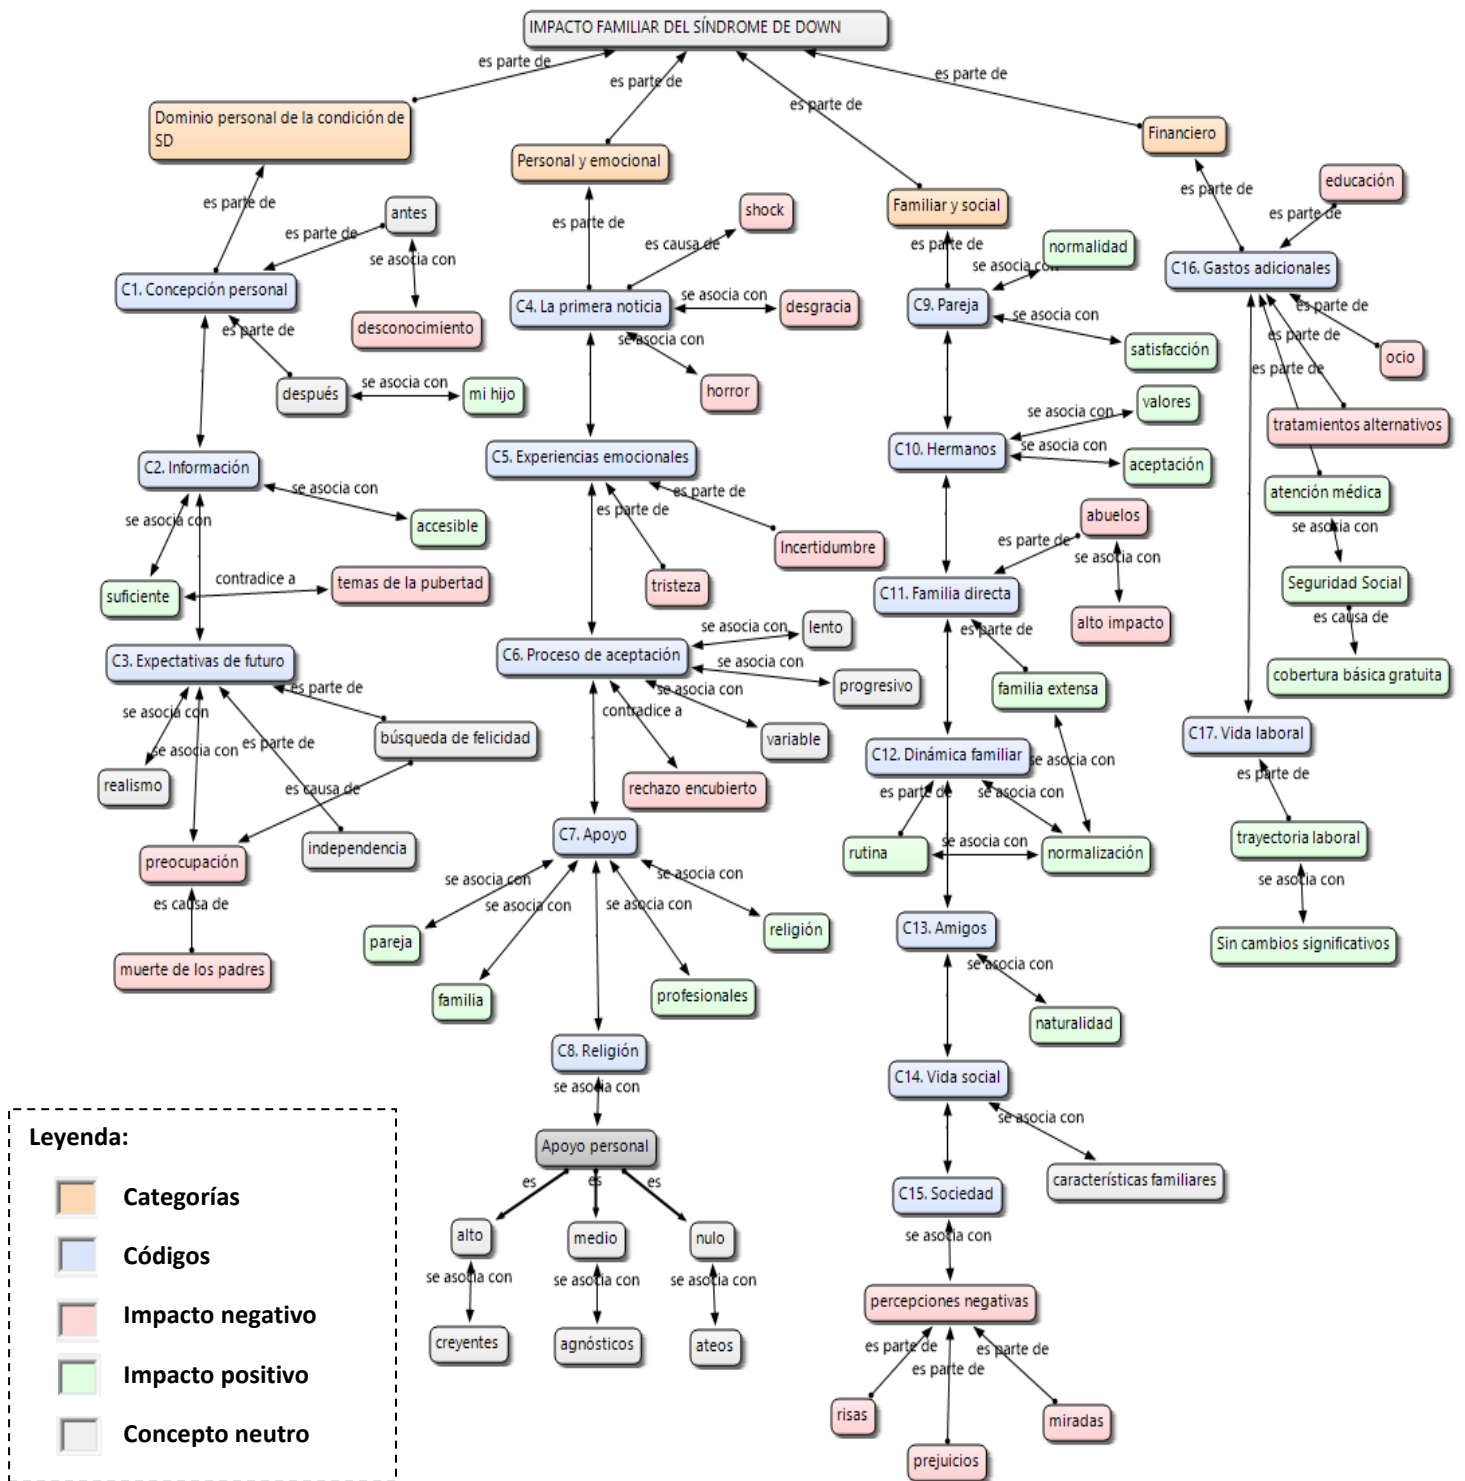 IMPACTO FAMILIAR DEL SÍNDROME DE DOWN
es parte de
es parte de
es parte de
es parte de
Dominio personal de la condición de
SD
Personal y emocional
Familiar y social
Financiero
es parte de
antes
es parte de
se asocia con
C1. Concepción personal
desconocimiento
es parte de
después
se asocia con
mi hijo
C2. Información
se asocia con
accesible
se asocia con
suficiente
contradice a
temas de la pubertad
C3. Expectativas de futuro
es parte de
se asocia con
se asocia con
es parte de
búsqueda de felicidad
realismo
es causa de
independencia
preocupación
es causa de
muerte de los padres
es parte de
shock
es causa de
C4. La primera noticia
se asocia con
desgracia
se asocia con
horror
C5. Experiencias emocionales
es parte de
es parte de
Incertidumbre
tristeza
C6. Proceso de aceptación
se asocia con
lento
se asocia con
progresivo
se asocia con
variable
contradice a
rechazo encubierto
C7. Apoyo
se asocia con
se asocia con
se asocia con
se asocia con
pareja
familia
profesionales
religión
C8. Religión
se asocia con
Apoyo personal
es
es
es
alto
medio
nulo
se asocia con
se asocia con
se asocia con
creyentes
agnósticos
ateos
es parte de
normalidad
se asocia con
C9. Pareja
se asocia con
satisfacción
valores
se asocia con
C10. Hermanos
se asocia con
aceptación
abuelos
es parte de
se asocia con
C11. Familia directa
alto impacto
es parte de
familia extensa
C12. Dinámica familiar
se asocia con
es parte de
se asocia con
rutina
se asocia con
normalización
C13. Amigos
se asocia con
naturalidad
C14. Vida social
se asocia con
características familiares
C15. Sociedad
se asocia con
percepciones negativas
es parte de
es parte de
es parte de
risas
prejuicios
miradas
es parte de
educación
es parte de
C16. Gastos adicionales
es parte de
es parte de
es parte de
ocio
tratamientos alternativos
atención médica
se asocia con
Seguridad Social
es causa de
cobertura básica gratuita
C17. Vida laboral
es parte de
trayectoria laboral
se asocia con
Sin cambios significativos
Leyenda:
Categorías
Códigos
Impacto negativo
Impacto positivo
Concepto neutro